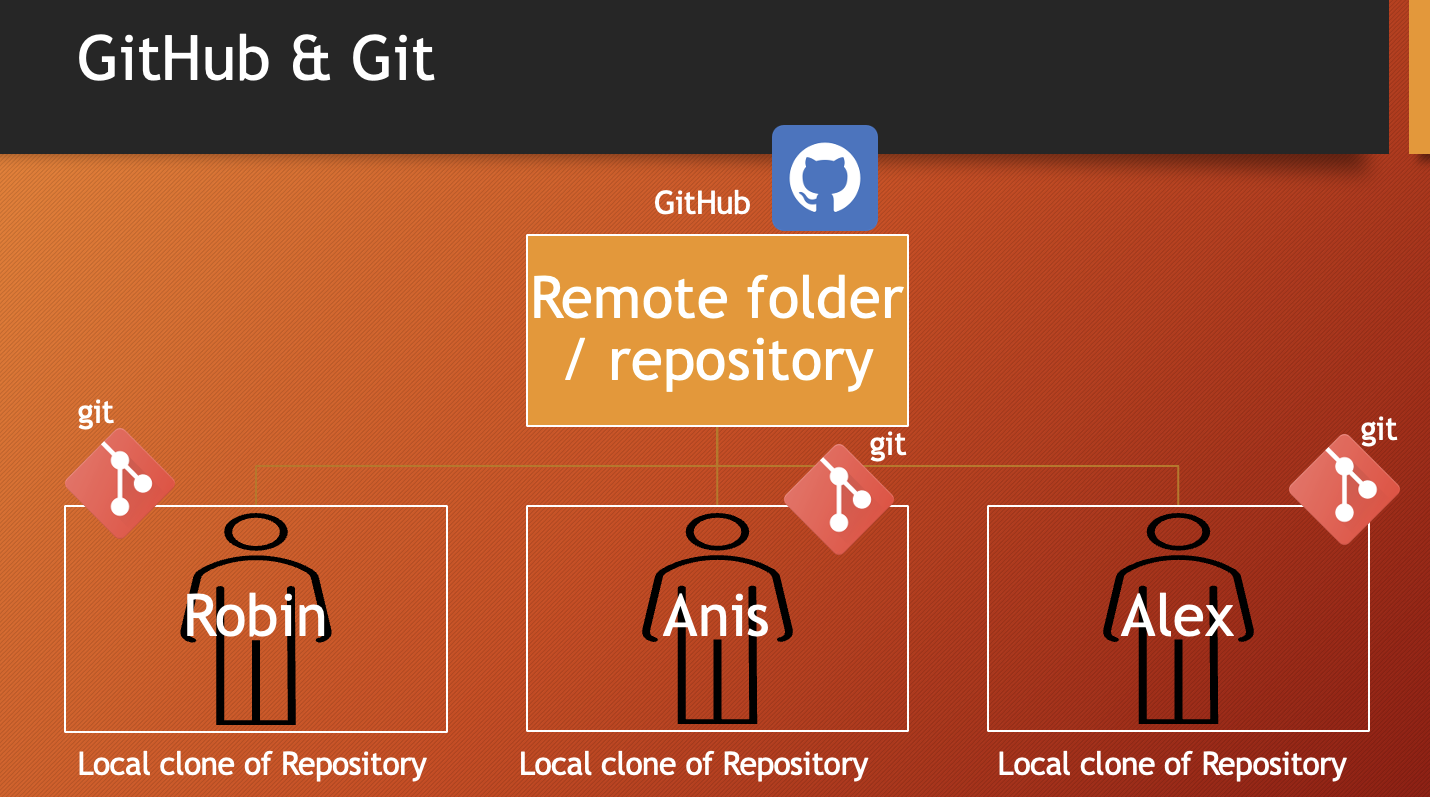 GitHub & Git
GitHub
Remote folder
/ repository
git
git
git
Robin
Anis
Alex
Local clone of Repository
Local clone of Repository
Local clone of Repository